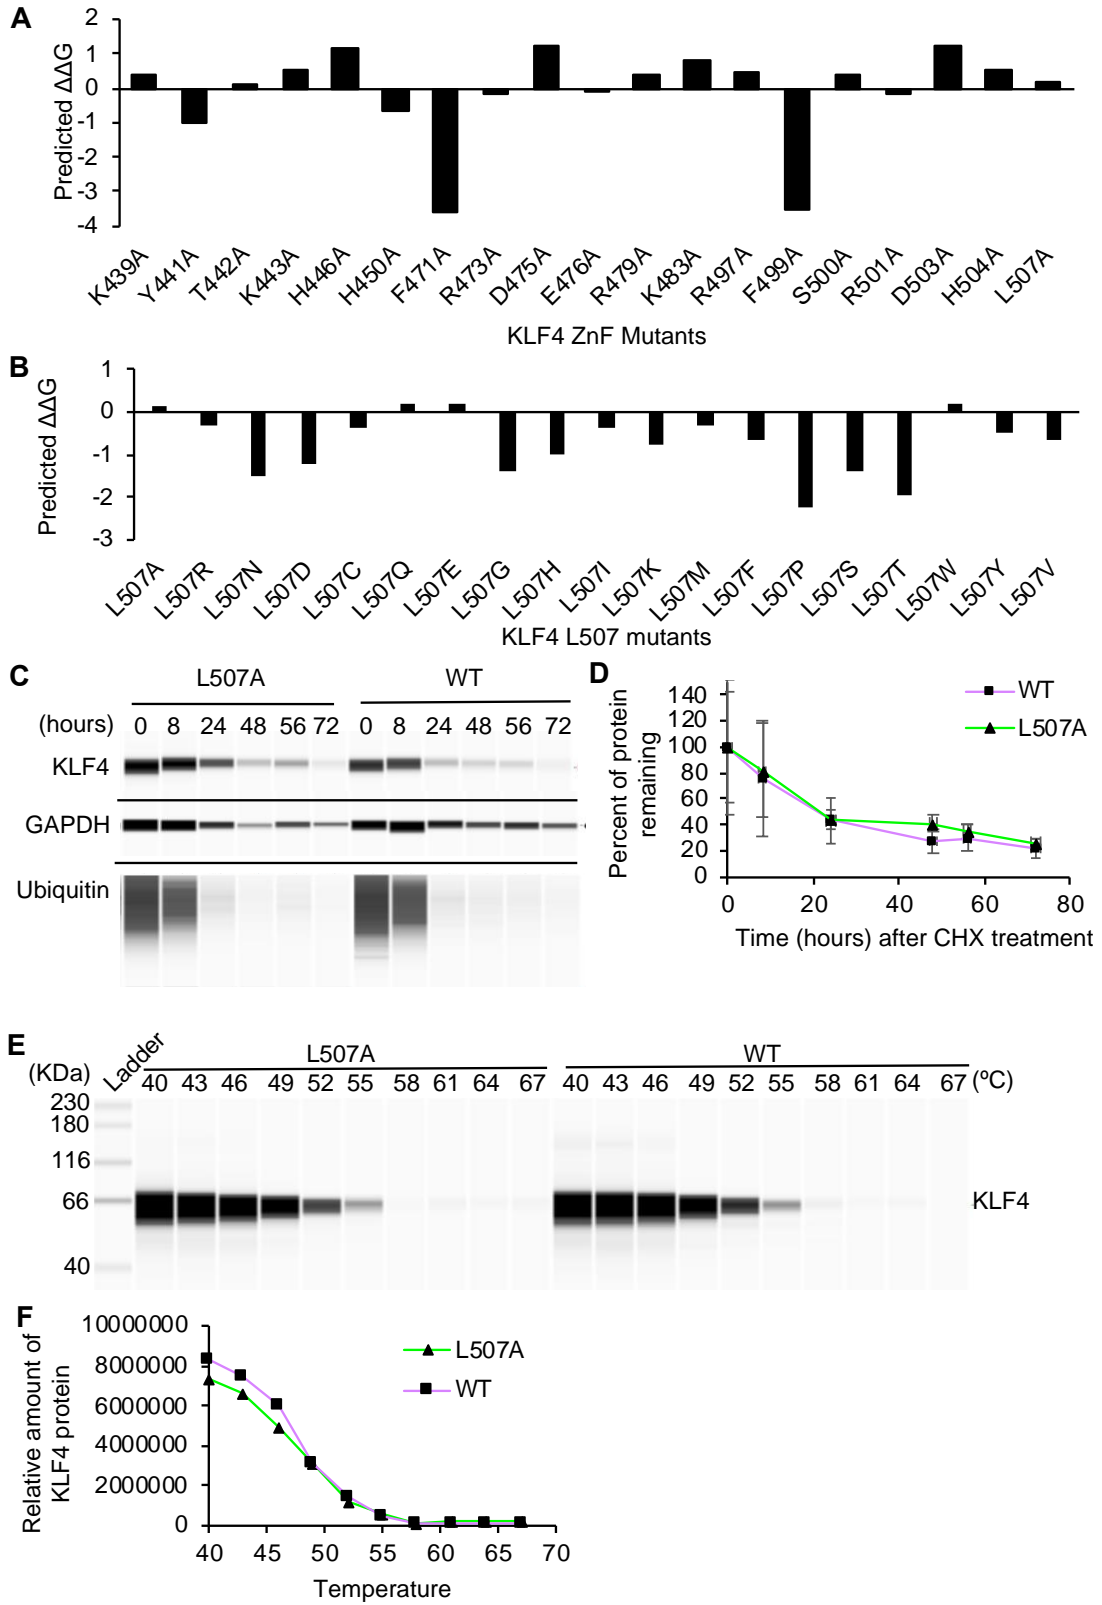 A
Predicted ΔΔG
2
1
0
-1
-2
-3
-4
K439A Y441A T442A K443A H446A H450A F471A R473A D475A E476A R479A K483A R497A F499A S500A R501A D503A H504A L507A
KLF4 ZnF Mutants
B
Predicted ΔΔG
1
0
-1
-2
-3
L507A L507R L507N L507D L507C L507Q L507E L507G L507H L507I L507K L507M L507F L507P L507S L507T L507W L507Y L507V
KLF4 L507 mutants
C
L507A WT
(hours) 0 8 24 48 56 72 0 8 24 48 56 72
KLF4
GAPDH
Ubiquitin
D
Percent of protein
remaining
140
120
100
80
60
40
20
0
0 20 40 60 80
Time (hours) after CHX treatment
WT
L507A
E
Ladder
L507A WT
(KDa) 40 43 46 49 52 55 58 61 64 67 40 43 46 49 52 55 58 61 64 67 (ºC)
230
180
116
66
40
KLF4
F
Relative amount of
KLF4 protein
10000000
8000000
6000000
4000000
2000000
0
40 45 50 55 60 65 70
Temperature
L507A
WT